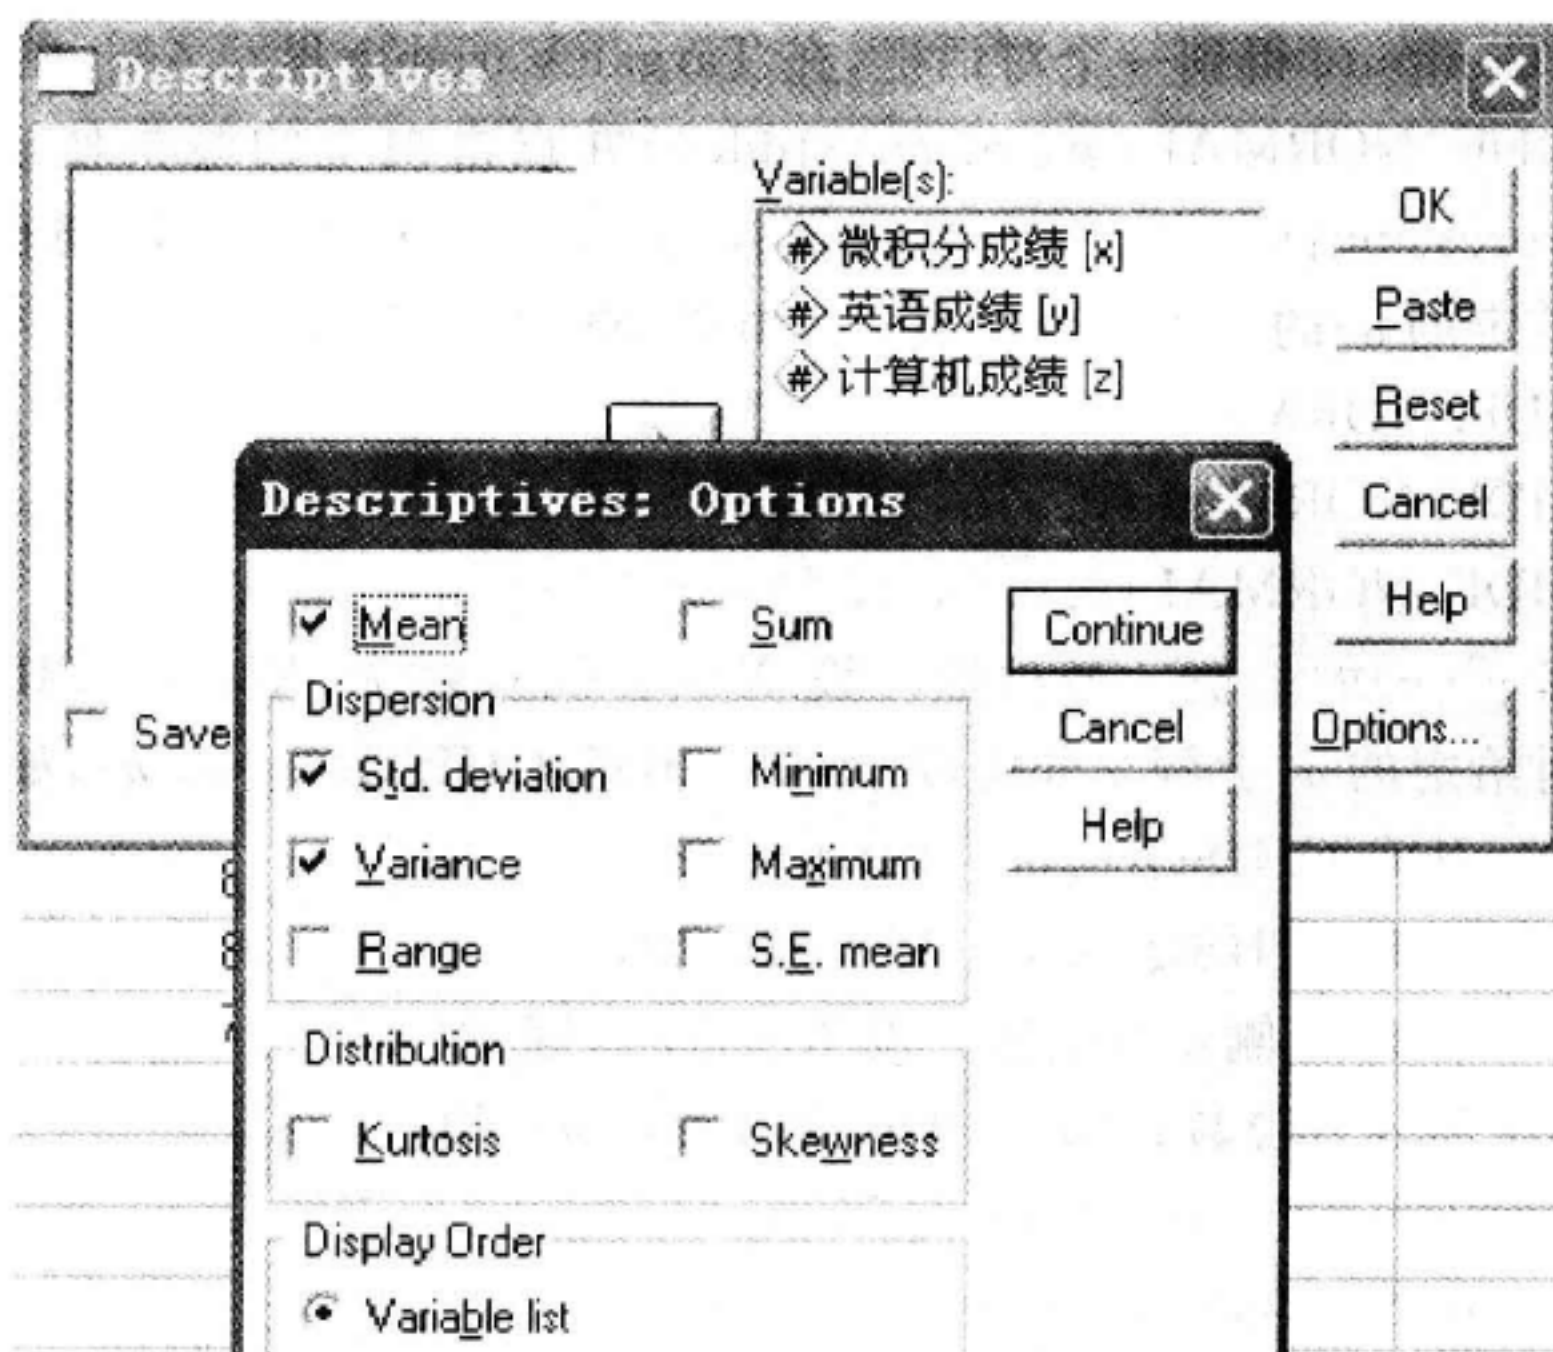 Descriptives
Variable(s):
微积分成绩 [x]
英语成绩 [y]
计算机成绩 [z]
OK
Paste
Reset
Cancel
Help
Options...
Save
Descriptives: Options
Mean
Sum
Continue
Dispersion
Cancel
Std. deviation
Minimum
Help
Variance
Maximum
Range
S.E. mean
Distribution
Kurtosis
Skewness
Display Order
Variable list